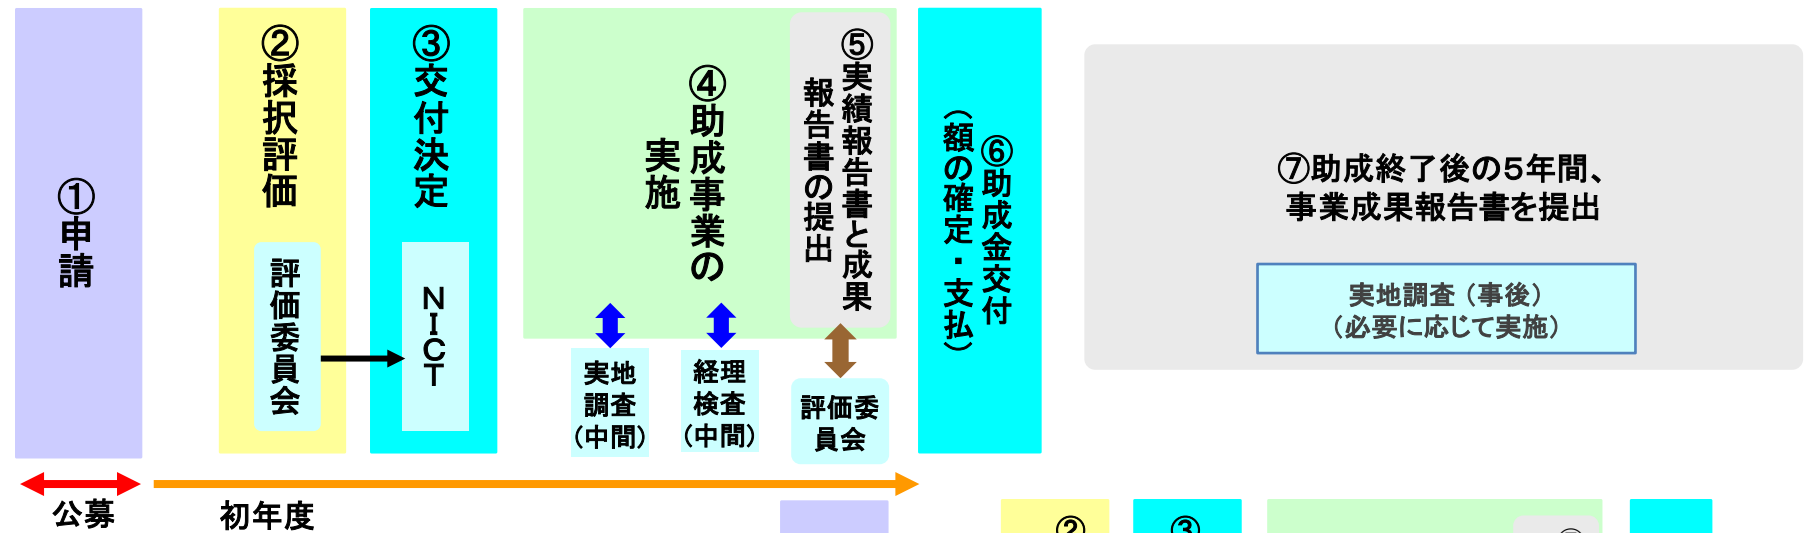 ①申請
②採択評価
評価委員会
③交付決定
NICT
④助成事業の
実施
⑤実績報告書と成果
報告書の提出
実地
調査
（中間）
経理
検査
（中間）
評価委
員会
⑥助成金交付
（額の確定・支払）
⑦助成終了後の５年間、
事業成果報告書を提出
実地調査（事後）
（必要に応じて実施）
公募
初年度
②
③